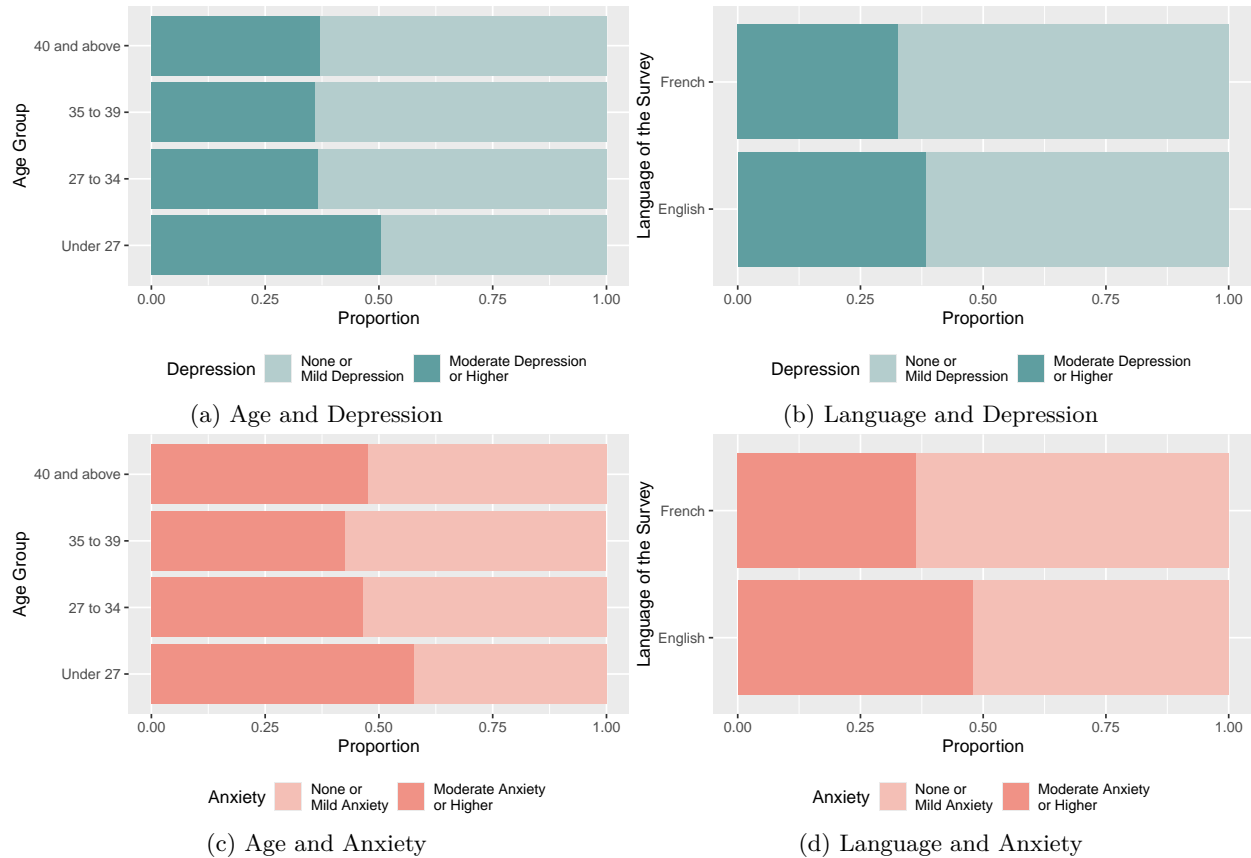 40 and above
35 to 39
27 to 34
Under 27
Age Group
0.00 0.25 0.50 0.75 1.00
Proportion
Depression None or Mild Depression Moderate Depression or Higher
(a) Age and Depression
French
English
Language of the Survey
0.00 0.25 0.50 0.75 1.00
Proportion
Depression None or Mild Depression Moderate Depression or Higher
(b) Language and Depression
40 and above
35 to 39
27 to 34
Under 27
Age Group
0.00 0.25 0.50 0.75 1.00
Proportion
Anxiety None or Mild Anxiety Moderate Anxiety or Higher
(c) Age and Anxiety
French
English
Language of the Survey
0.00 0.25 0.50 0.75 1.00
Proportion
Anxiety None or Mild Anxiety Moderate Anxiety or Higher
(d) Language and Anxiety